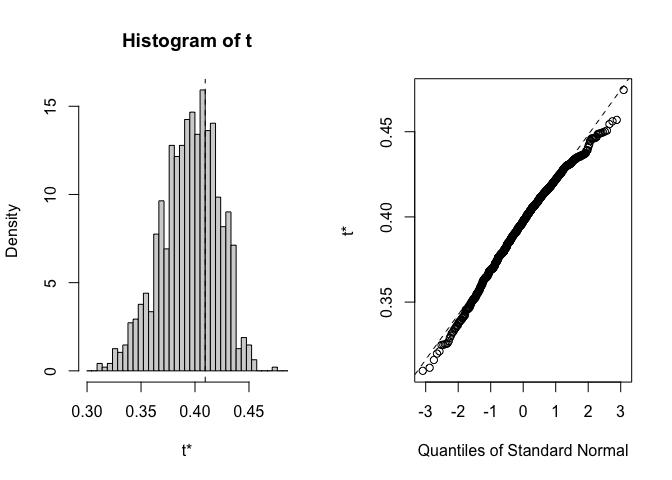 Histogram of t
Density
0
5
10
15
0.30 0.35 0.40 0.45
t*
t*
0.35
0.40
0.45
-3 -2 -1 0 1 2 3
Quantiles of Standard Normal